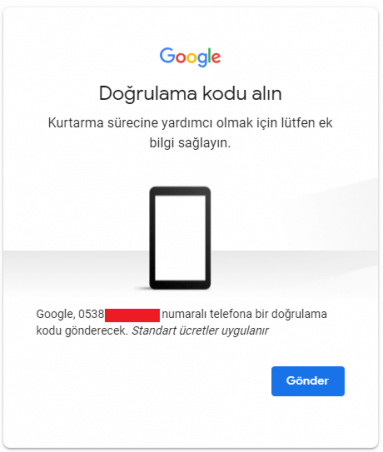 Google
Doğrulama kodu alın
Kurtarma sürecine yardımcı olmak için lütfen ek
bilgi sağlayın.
Google, 0538 numaralı telefona bir doğrulama
kodu gönderecek. Standart ücretler uygulanır
Gönder